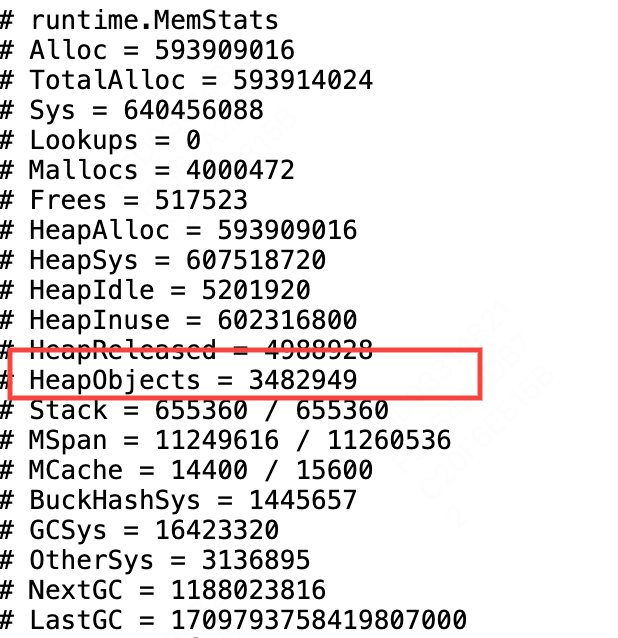 # runtime.MemStats
# Alloc = 593909016
# TotalAlloc = 593914024
# Sys = 640456088
# Lookups = 0
# Mallocs = 4000472
# Frees = 517523
# HeapAlloc = 593909016
# HeapSys = 607518720
# HeapIdle = 5201920
# HeapInuse = 602316800
# HeapReleased = 4988928
# HeapObjects = 3482949
# Stack = 655360 / 655360
# MSpan = 11249616 / 11260536
# MCache = 14400 / 15600
# BuckHashSys = 1445657
# GCSys = 16423320
# OtherSys = 3136895
# NextGC = 1188023816
# LastGC = 1709793758419807000